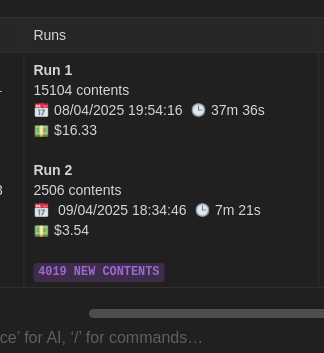 Runs
Run 1
15104 contents
📅 08/04/2025 19:54:16 🕒 37m 36s
💵 $16.33
Run 2
2506 contents
📅 09/04/2025 18:34:46 🕒 7m 21s
💵 $3.54
4019 NEW CONTENTS
ce' for AI, '/' for commands…